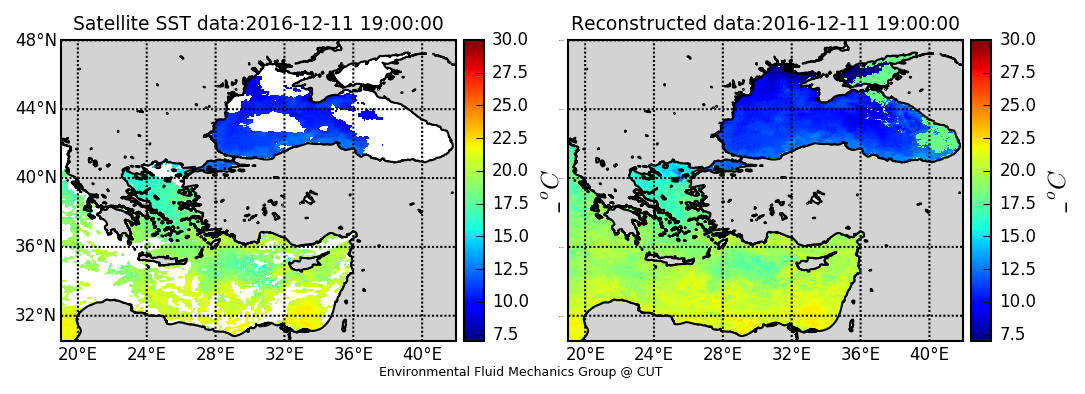 Satellite SST data:2016-12-11 19:00:00
Reconstructed data:2016-12-11 19:00:00
48°N
44°N
40°N
36°N
32°N
20°E 24°E 28°E 32°E 36°E 40°E
30.0
27.5
25.0
22.5
20.0
17.5
15.0
12.5
10.0
7.5
_ °C
20°E 24°E 28°E 32°E 36°E 40°E
30.0
27.5
25.0
22.5
20.0
17.5
15.0
12.5
10.0
7.5
_ °C
Environmental Fluid Mechanics Group @ CUT